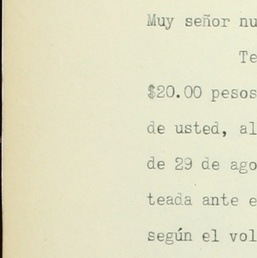 Muy señor nu
Te
$20.00 pesos
de usted, al
de 29 de ago
teada ante e
según el vol